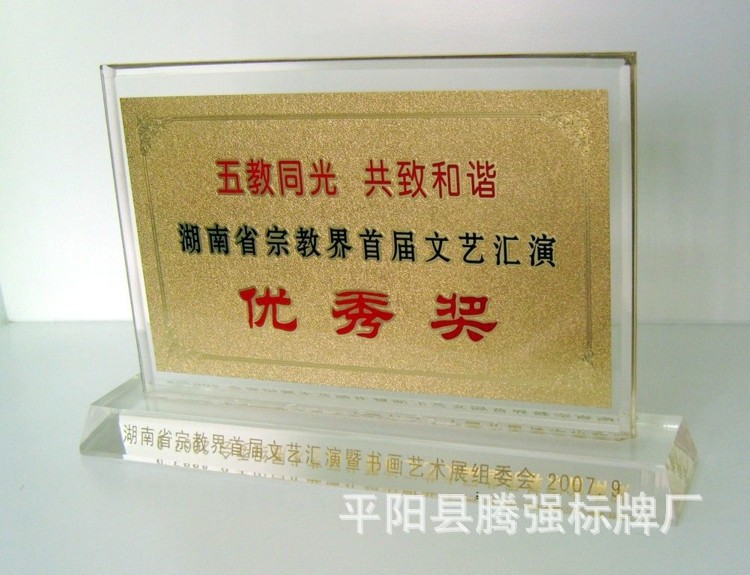 五教同光 共致和谐
湖南省宗教界首届文艺汇演
优秀奖
湖南省宗教界首届文艺汇演暨书画艺术展组委会 2007.9
平阳县腾强标牌厂